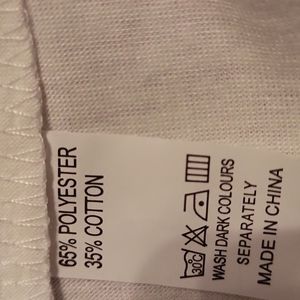 65% POLYESTER
35% COTTON
30°C
WASH DARK COLOURS
SEPARATELY
MADE IN CHINA